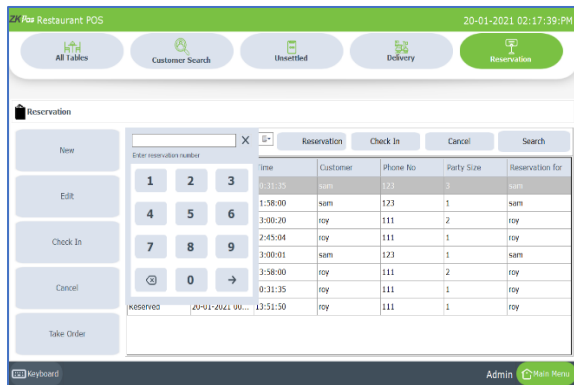 ZKPos Restaurant POS 20-01-2021 02:17:39:PM
All Tables Customer Search Unsettled Delivery Reservation
Reservation
New
Edit
Check In
Cancel
Take Order
X
Enter reservation number
1 2 3
4 5 6
7 8 9
0 →
Reservation Check In Cancel Search
Time Customer Phone No Party Size Reservation for
0:31:35 sam 123 3 sam
1:58:00 sam 123 1 sam
3:00:20 roy 111 2 roy
2:45:04 roy 111 1 roy
3:00:01 sam 123 1 sam
3:58:00 roy 111 2 roy
0:31:35 roy 111 1 roy
Reserved 20-01-2021 00... 13:51:50 roy 111 1 roy
Keyboard Admin Main Menu